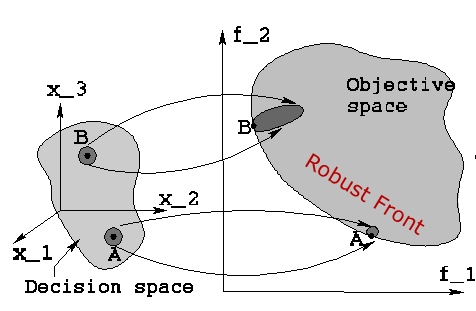 f_2
x_3
Objective
space
B
B
Robust Front
x_2
A
A
x_1
f_1
Decision space